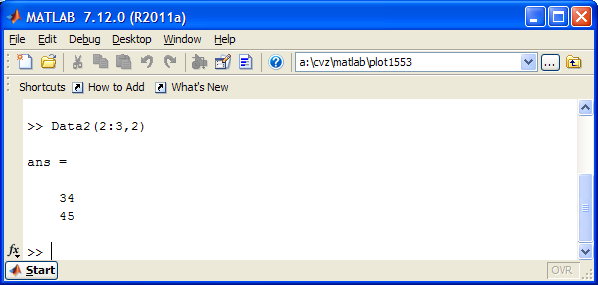 MATLAB 7.12.0 (R2011a)
File Edit Debug Desktop Window Help
a:\cvz\matlab\plot1553 ...
Shortcuts How to Add What's New
>> Data2(2:3,2)
ans =
34
45
fx >>
Start OVR